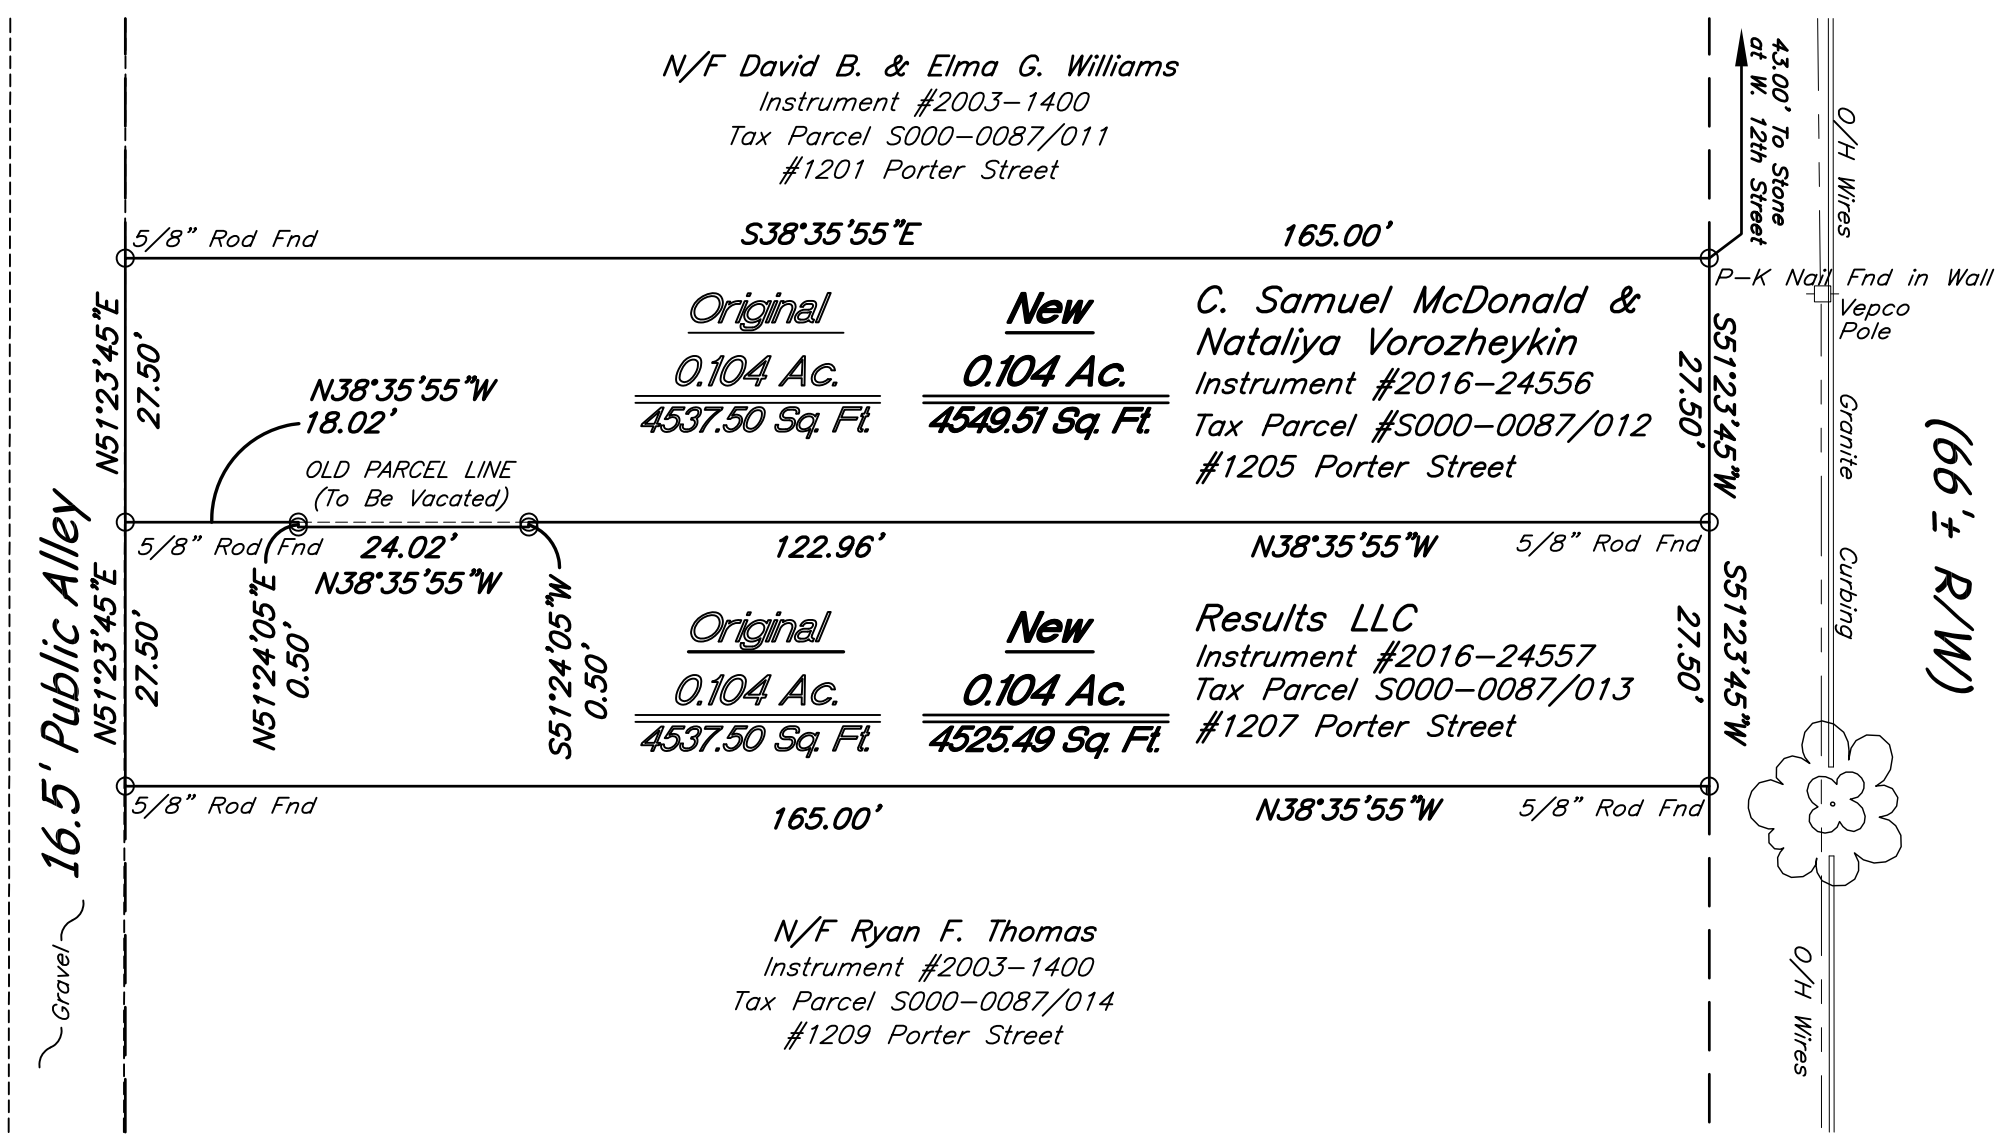 N/F David B. & Elma G. Williams
Instrument #2003-1400
Tax Parcel S000-0087/011
#1201 Porter Street
43.00' To Stone
at W. 12th Street
O/H Wires
5/8" Rod Fnd
S38°35'55"E
165.00'
P-K Nail Fnd in Wall
Vepco
Pole
N51°23'45"E
27.50'
Original
0.104 Ac.
4537.50 Sq. Ft.
New
0.104 Ac.
4549.51 Sq. Ft.
C. Samuel McDonald &
Nataliya Vorozheykin
Instrument #2016-24556
Tax Parcel #S000-0087/012
#1205 Porter Street
S51°23'45"W
27.50'
Granite
Curbing
(66'± R/W)
N38°35'55"W
18.02'
OLD PARCEL LINE
(To Be Vacated)
5/8" Rod Fnd
24.02'
N38°35'55"W
122.96'
N38°35'55"W
5/8" Rod Fnd
16.5' Public Alley
N51°23'45"E
27.50'
N51°24'05"E
0.50'
S51°24'05"W
0.50'
Original
0.104 Ac.
4537.50 Sq. Ft.
New
0.104 Ac.
4525.49 Sq. Ft.
Results LLC
Instrument #2016-24557
Tax Parcel S000-0087/013
#1207 Porter Street
S51°23'45"W
27.50'
5/8" Rod Fnd
165.00'
N38°35'55"W
5/8" Rod Fnd
Gravel
N/F Ryan F. Thomas
Instrument #2003-1400
Tax Parcel S000-0087/014
#1209 Porter Street
O/H Wires